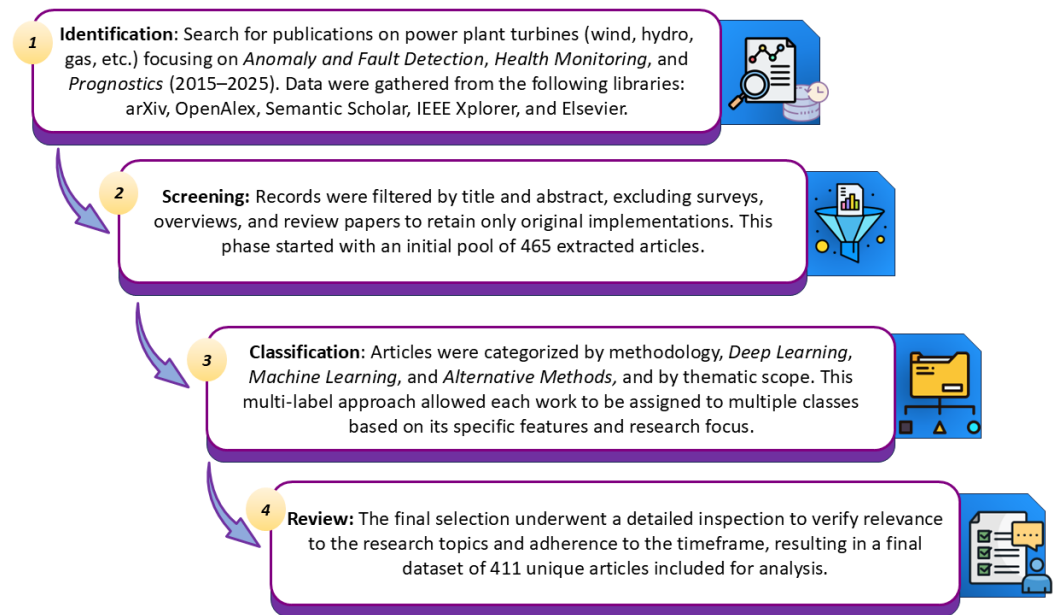 1
Identification: Search for publications on power plant turbines (wind, hydro,
gas, etc.) focusing on Anomaly and Fault Detection, Health Monitoring, and
Prognostics (2015–2025). Data were gathered from the following libraries:
arXiv, OpenAlex, Semantic Scholar, IEEE Xplorer, and Elsevier.
2
Screening: Records were filtered by title and abstract, excluding surveys,
overviews, and review papers to retain only original implementations. This
phase started with an initial pool of 465 extracted articles.
3
Classification: Articles were categorized by methodology, Deep Learning,
Machine Learning, and Alternative Methods, and by thematic scope. This
multi-label approach allowed each work to be assigned to multiple classes
based on its specific features and research focus.
4
Review: The final selection underwent a detailed inspection to verify relevance
to the research topics and adherence to the timeframe, resulting in a final
dataset of 411 unique articles included for analysis.